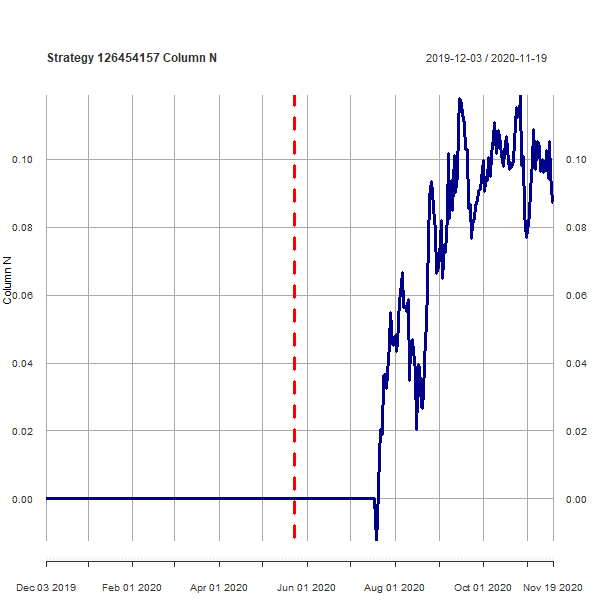 Strategy 126454157 Column N
2019-12-03 / 2020-11-19
Column N
0.10
0.08
0.06
0.04
0.02
0.00
0.10
0.08
0.06
0.04
0.02
0.00
Dec 03 2019
Feb 01 2020
Apr 01 2020
Jun 01 2020
Aug 01 2020
Oct 01 2020
Nov 19 2020